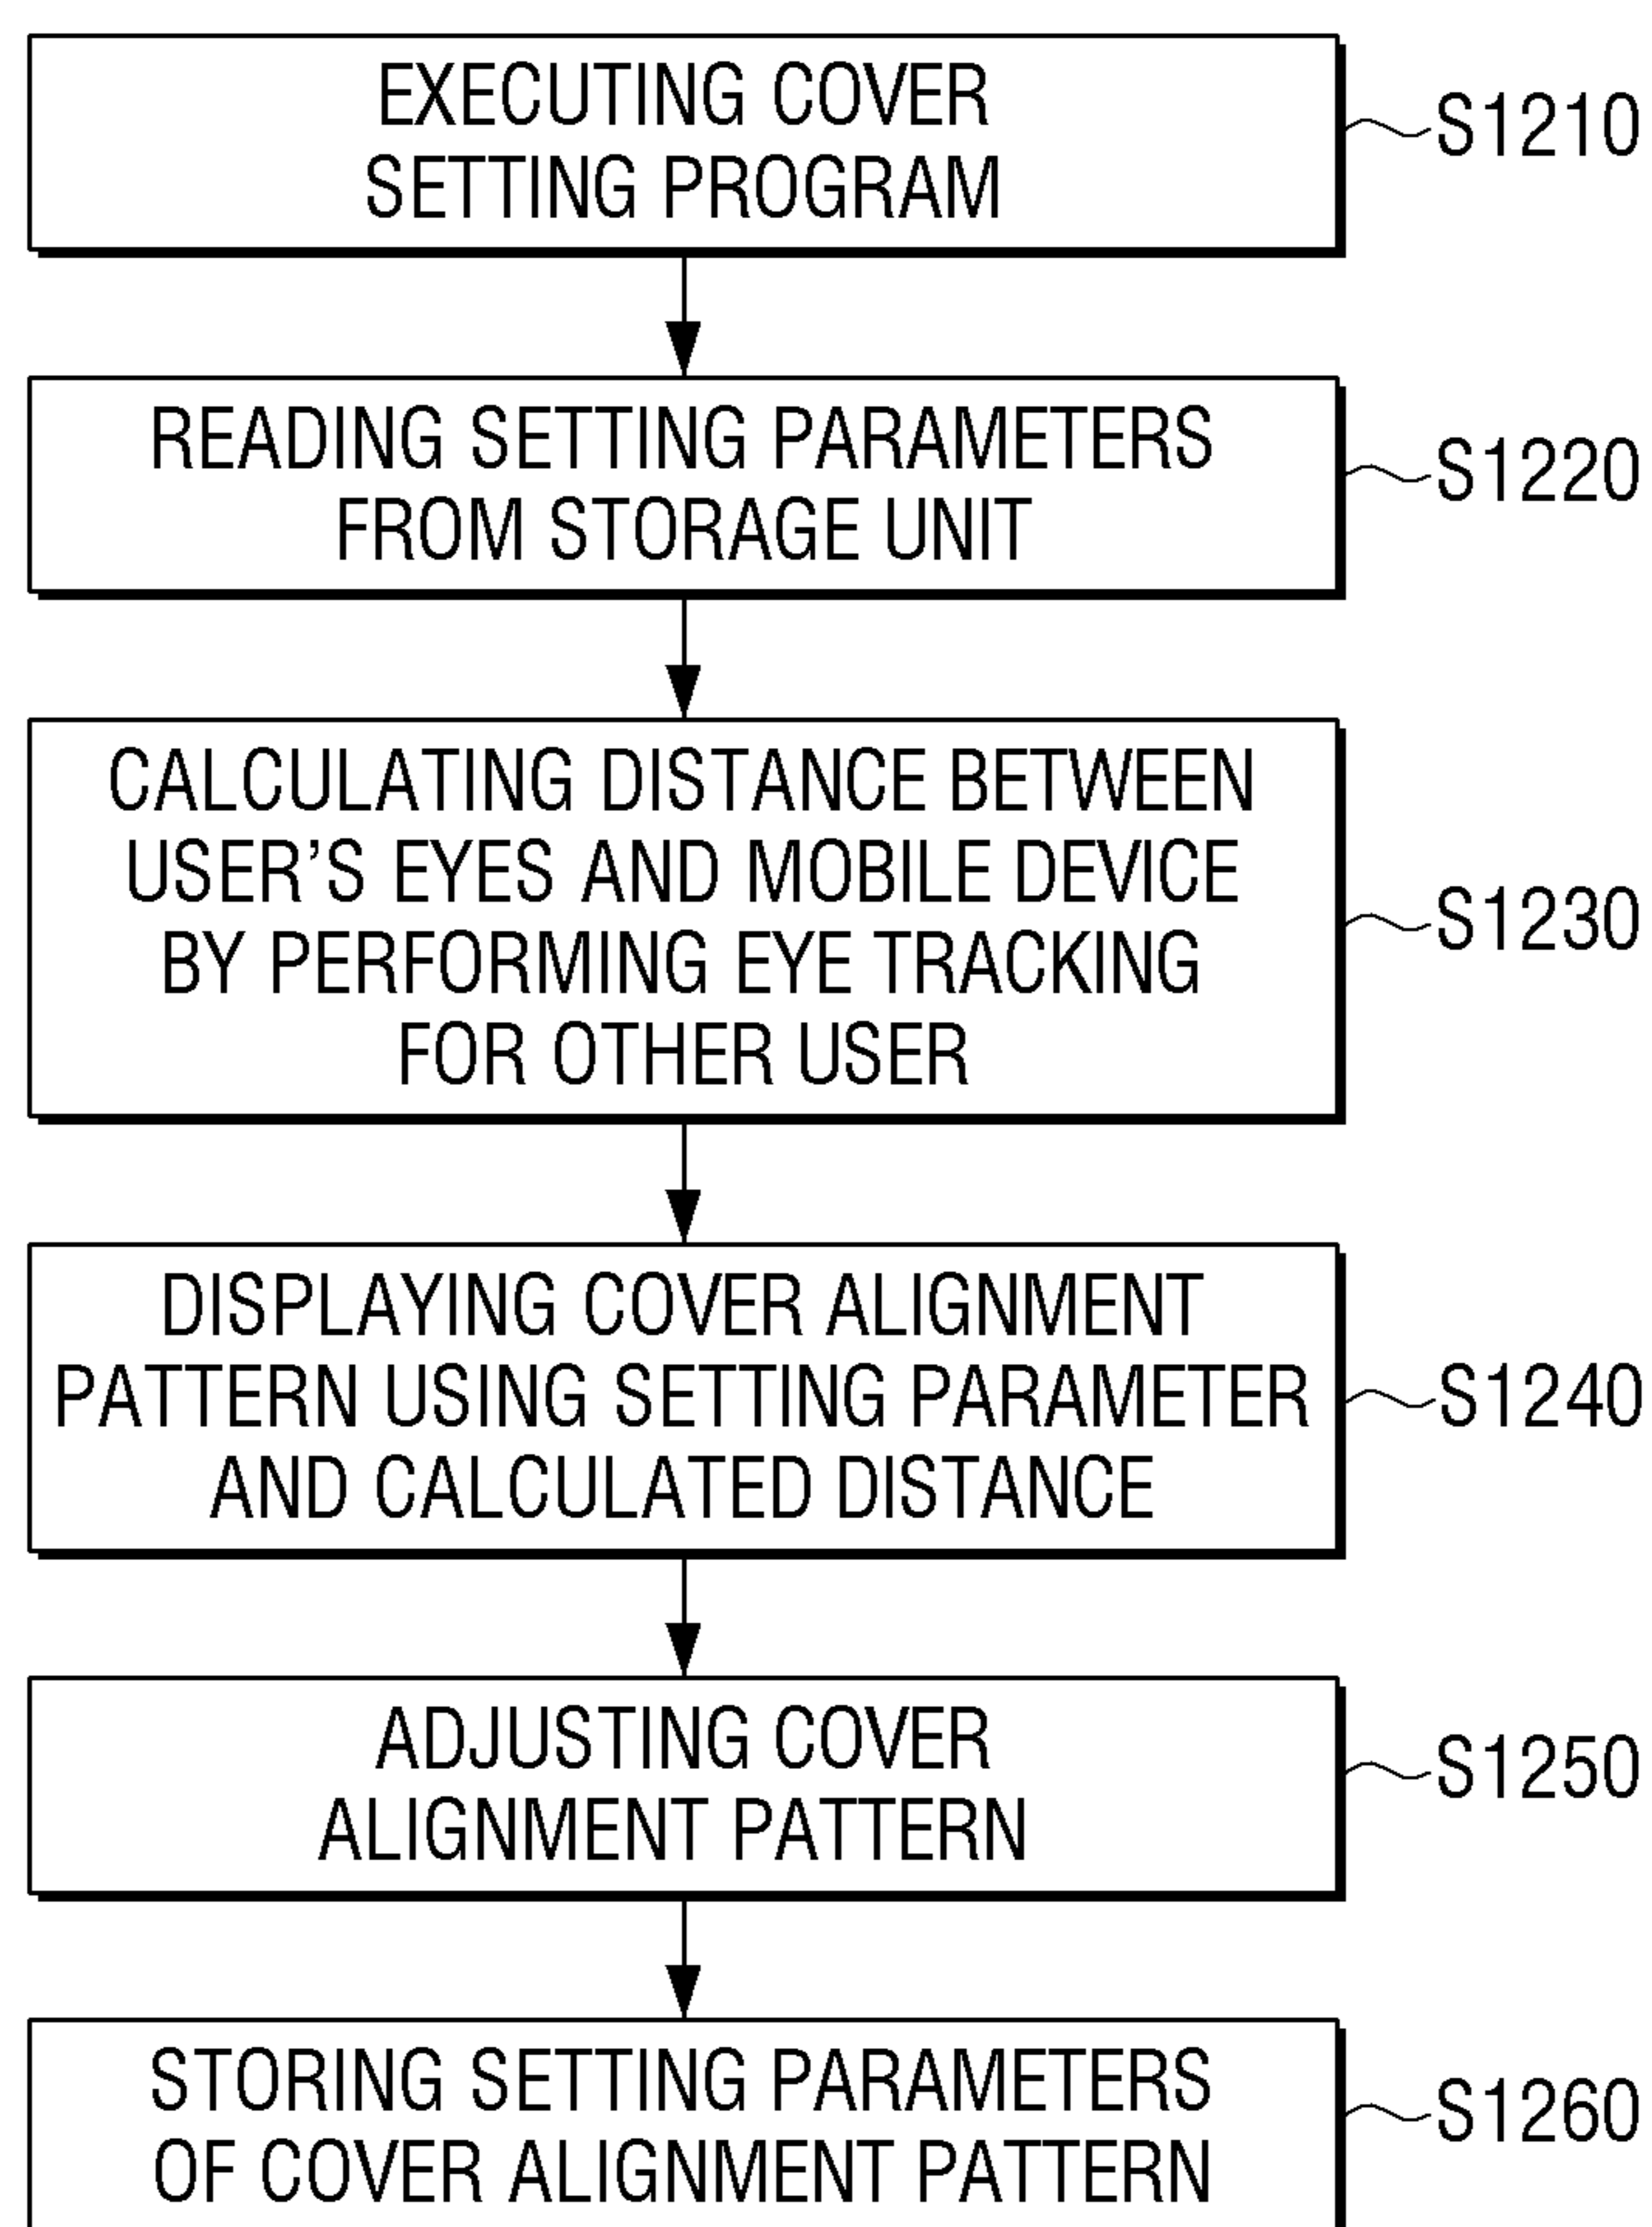 EXECUTING COVER
SETTING PROGRAM
S1210
READING SETTING PARAMETERS
FROM STORAGE UNIT
S1220
CALCULATING DISTANCE BETWEEN
USER’S EYES AND MOBILE DEVICE
BY PERFORMING EYE TRACKING
FOR OTHER USER
S1230
DISPLAYING COVER ALIGNMENT
PATTERN USING SETTING PARAMETER
AND CALCULATED DISTANCE
S1240
ADJUSTING COVER
ALIGNMENT PATTERN
S1250
STORING SETTING PARAMETERS
OF COVER ALIGNMENT PATTERN
S1260